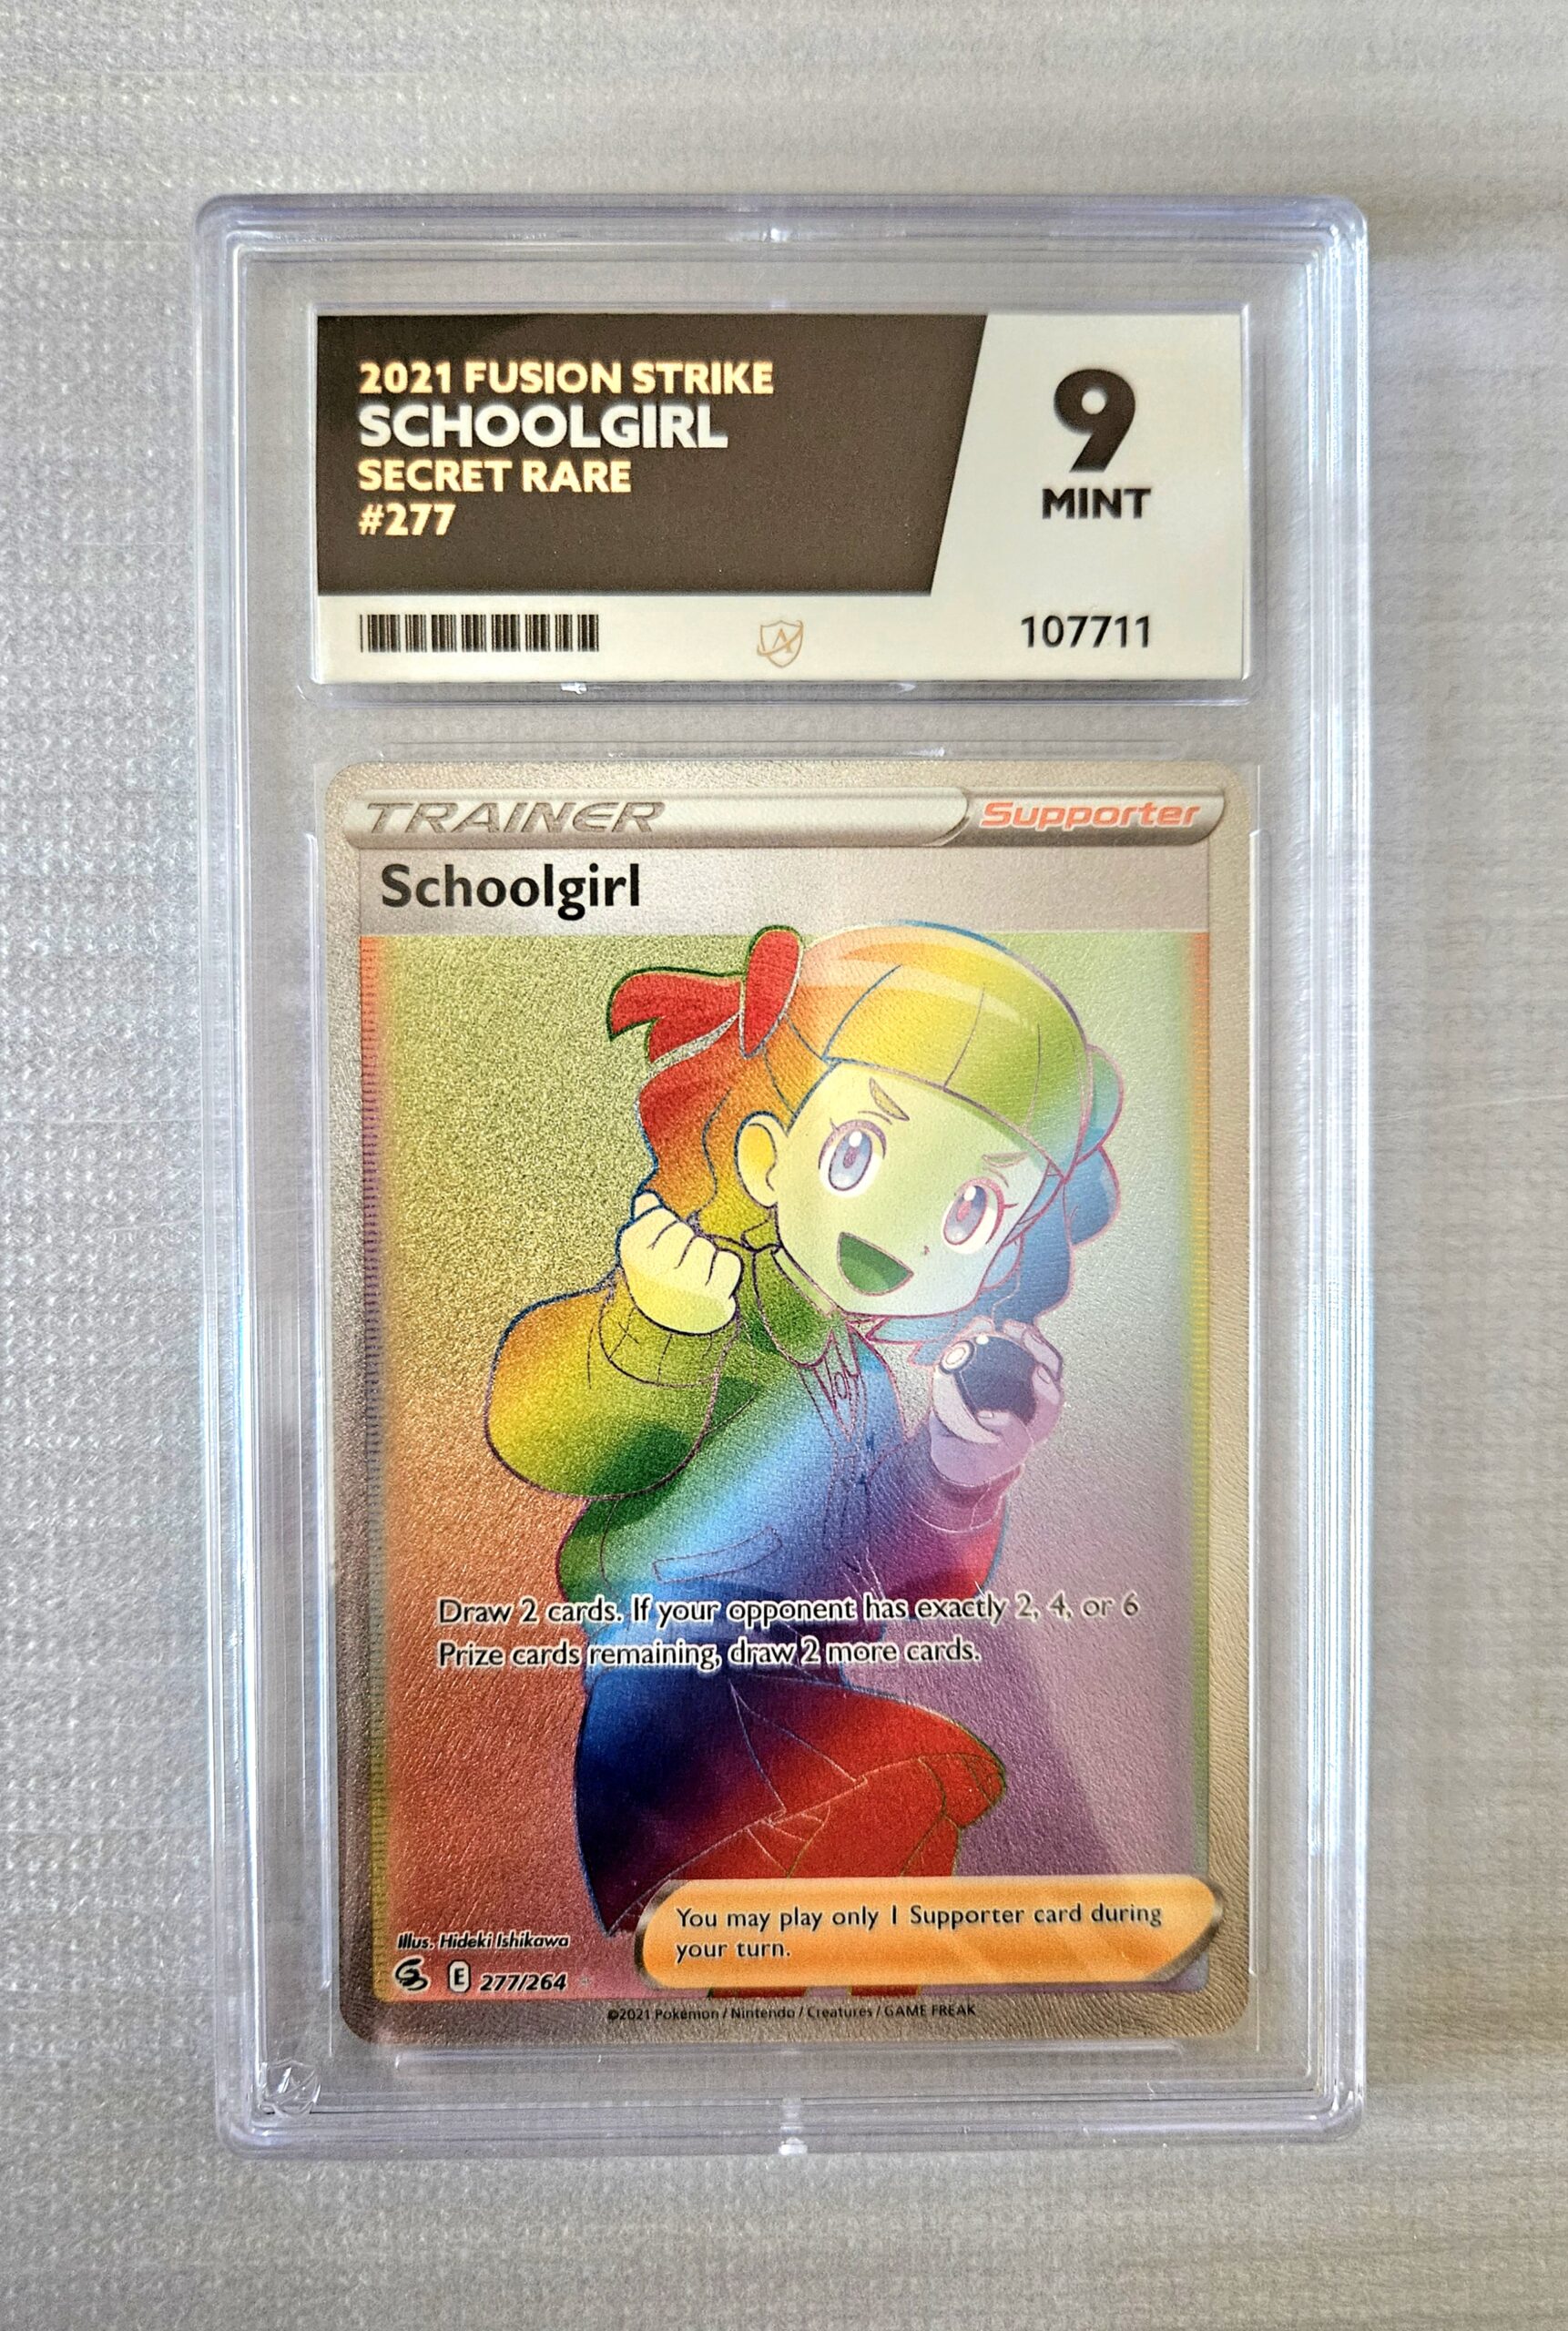 2021 FUSION STRIKE
SCHOOLGIRL
SECRET RARE
#277
9
MINT
107711
TRAINER
Supporter
Schoolgirl
Draw 2 cards. If your opponent has exactly 2, 4, or 6
Prize cards remaining, draw 2 more cards.
You may play only 1 Supporter card during
your turn.
Illus. Hideki Ishikawa
E 277/264
©2021 Pokémon / Nintendo / Creatures / GAME FREAK